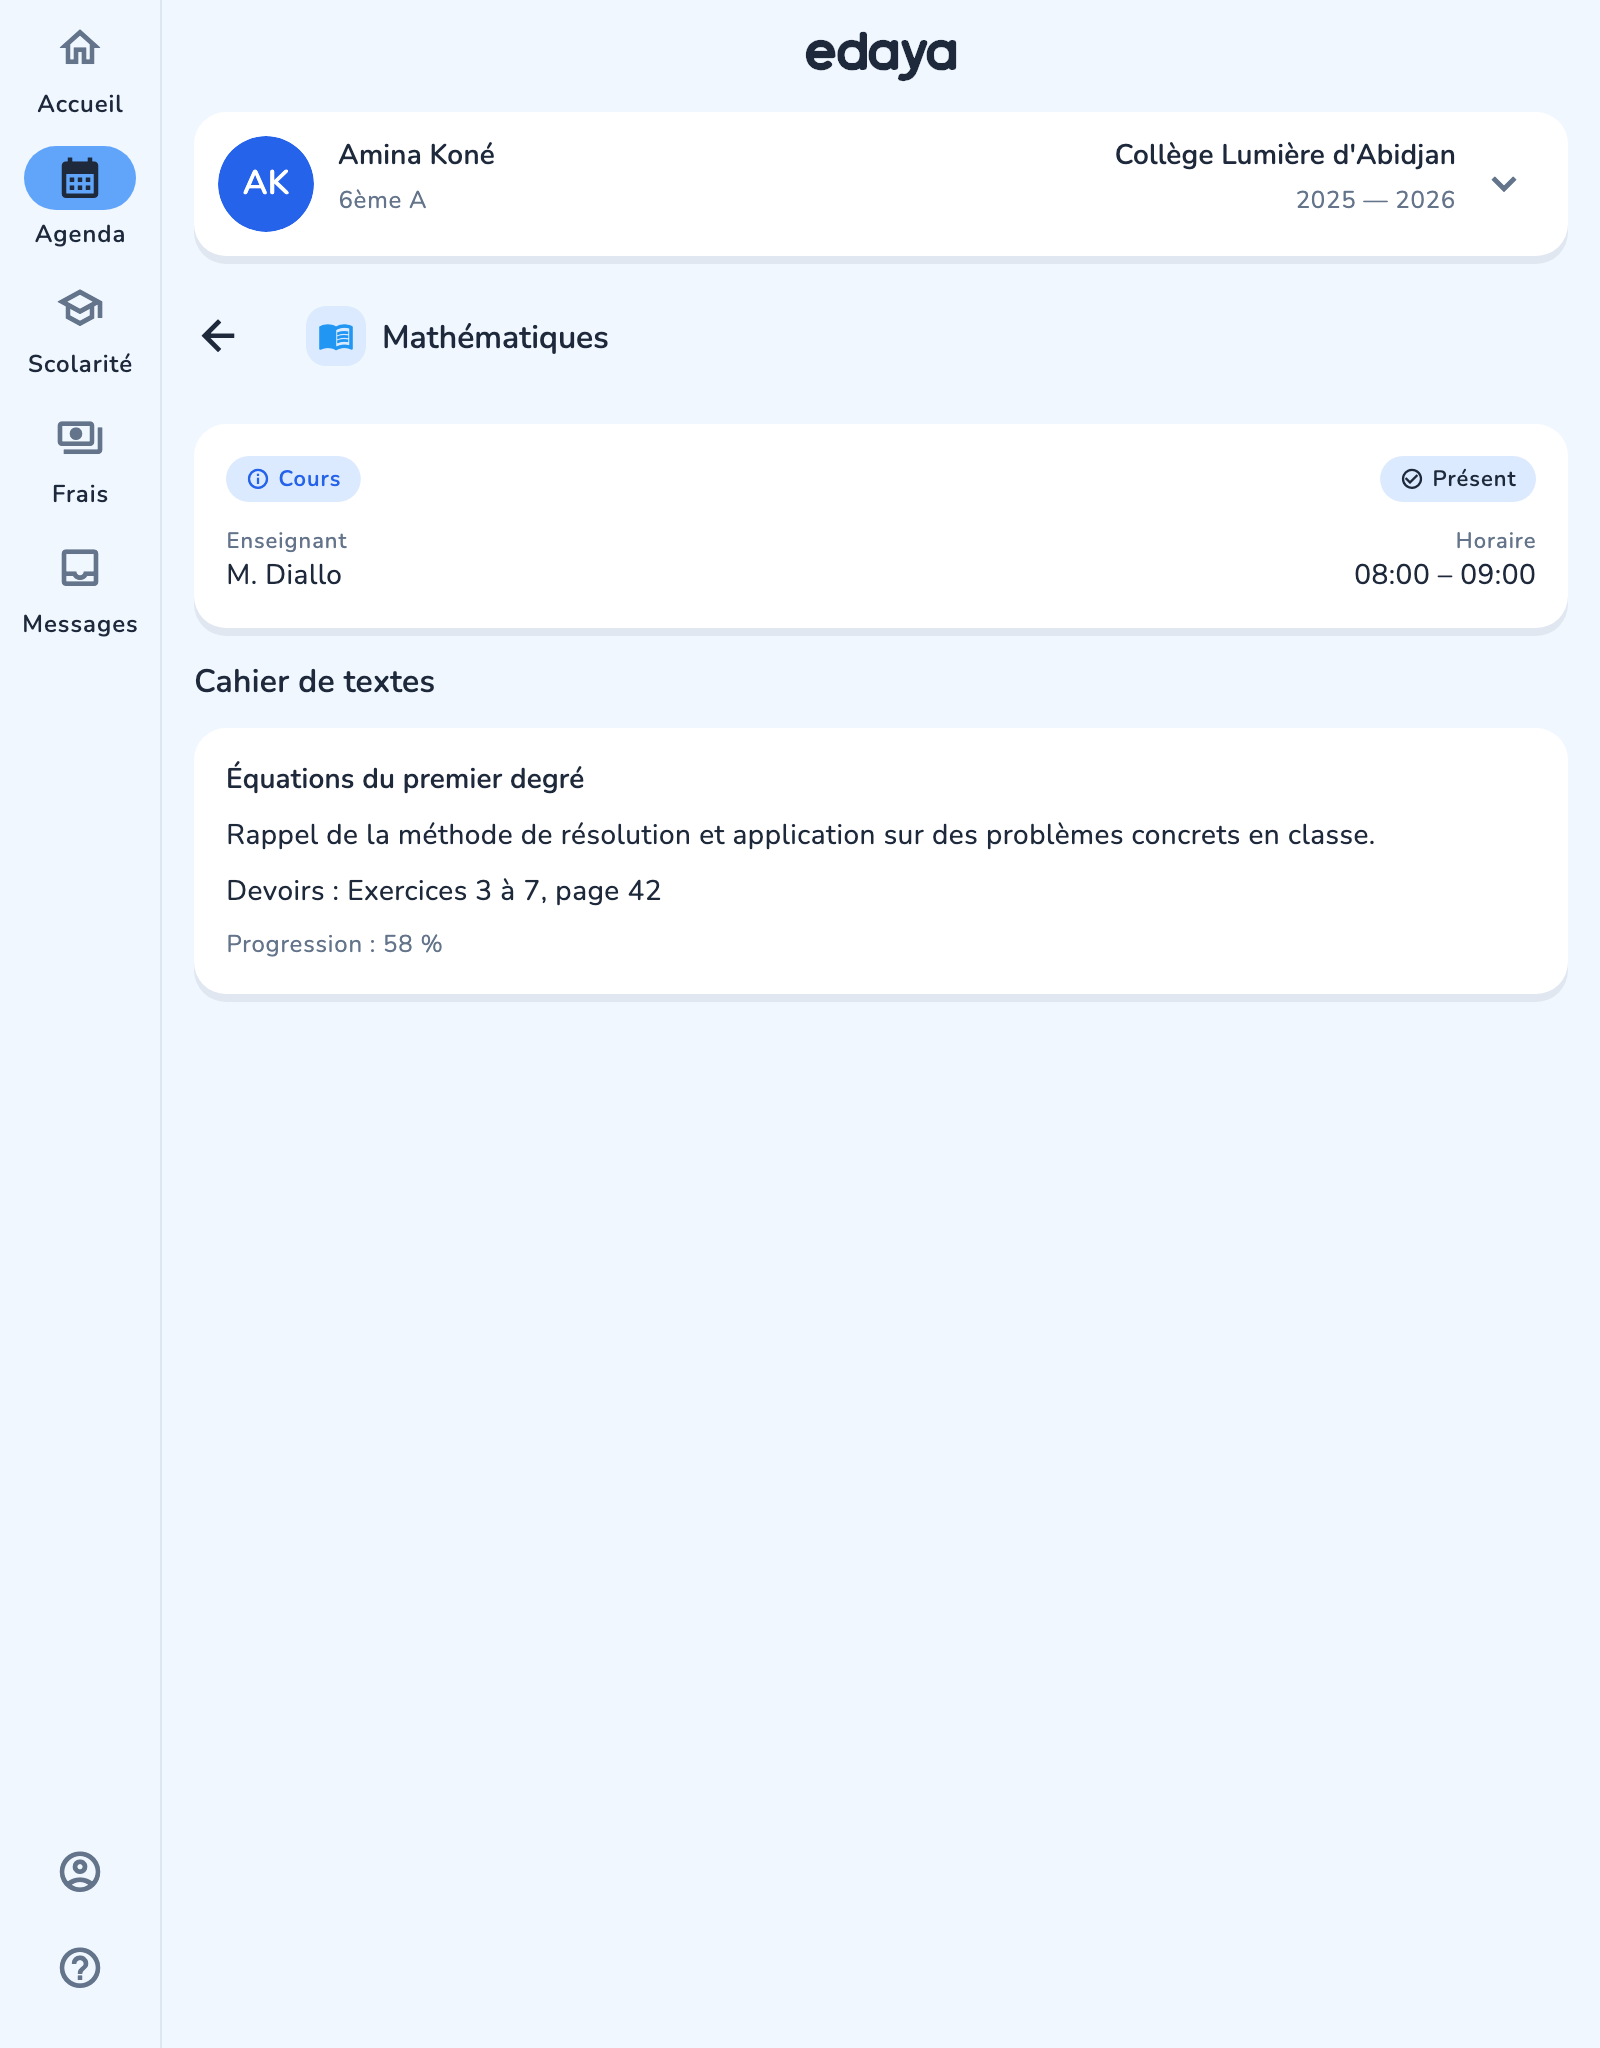 edaya
Accueil
Agenda
Scolarité
Frais
Messages
AK
Amina Koné
6ème A
Collège Lumière d'Abidjan
2025 — 2026
Mathématiques
Cours
Présent
Enseignant
M. Diallo
Horaire
08:00 – 09:00
Cahier de textes
Équations du premier degré
Rappel de la méthode de résolution et application sur des problèmes concrets en classe.
Devoirs : Exercices 3 à 7, page 42
Progression : 58 %